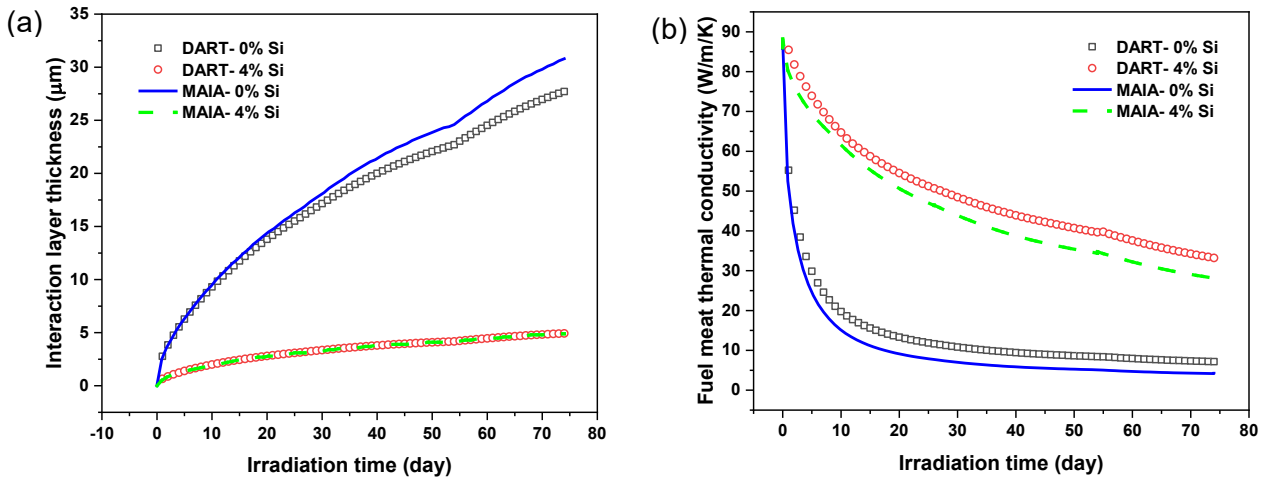 (a)
35
30
25
20
15
10
5
0
Interaction layer thickness (μm)
DART- 0% Si
DART- 4% Si
MAIA- 0% Si
MAIA- 4% Si
-10 0 10 20 30 40 50 60 70 80
Irradiation time (day)
(b)
90
80
70
60
50
40
30
20
10
0
Fuel meat thermal conductivity (W/m/K)
DART- 0% Si
DART- 4% Si
MAIA- 0% Si
MAIA- 4% Si
0 10 20 30 40 50 60 70 80
Irradiation time (day)